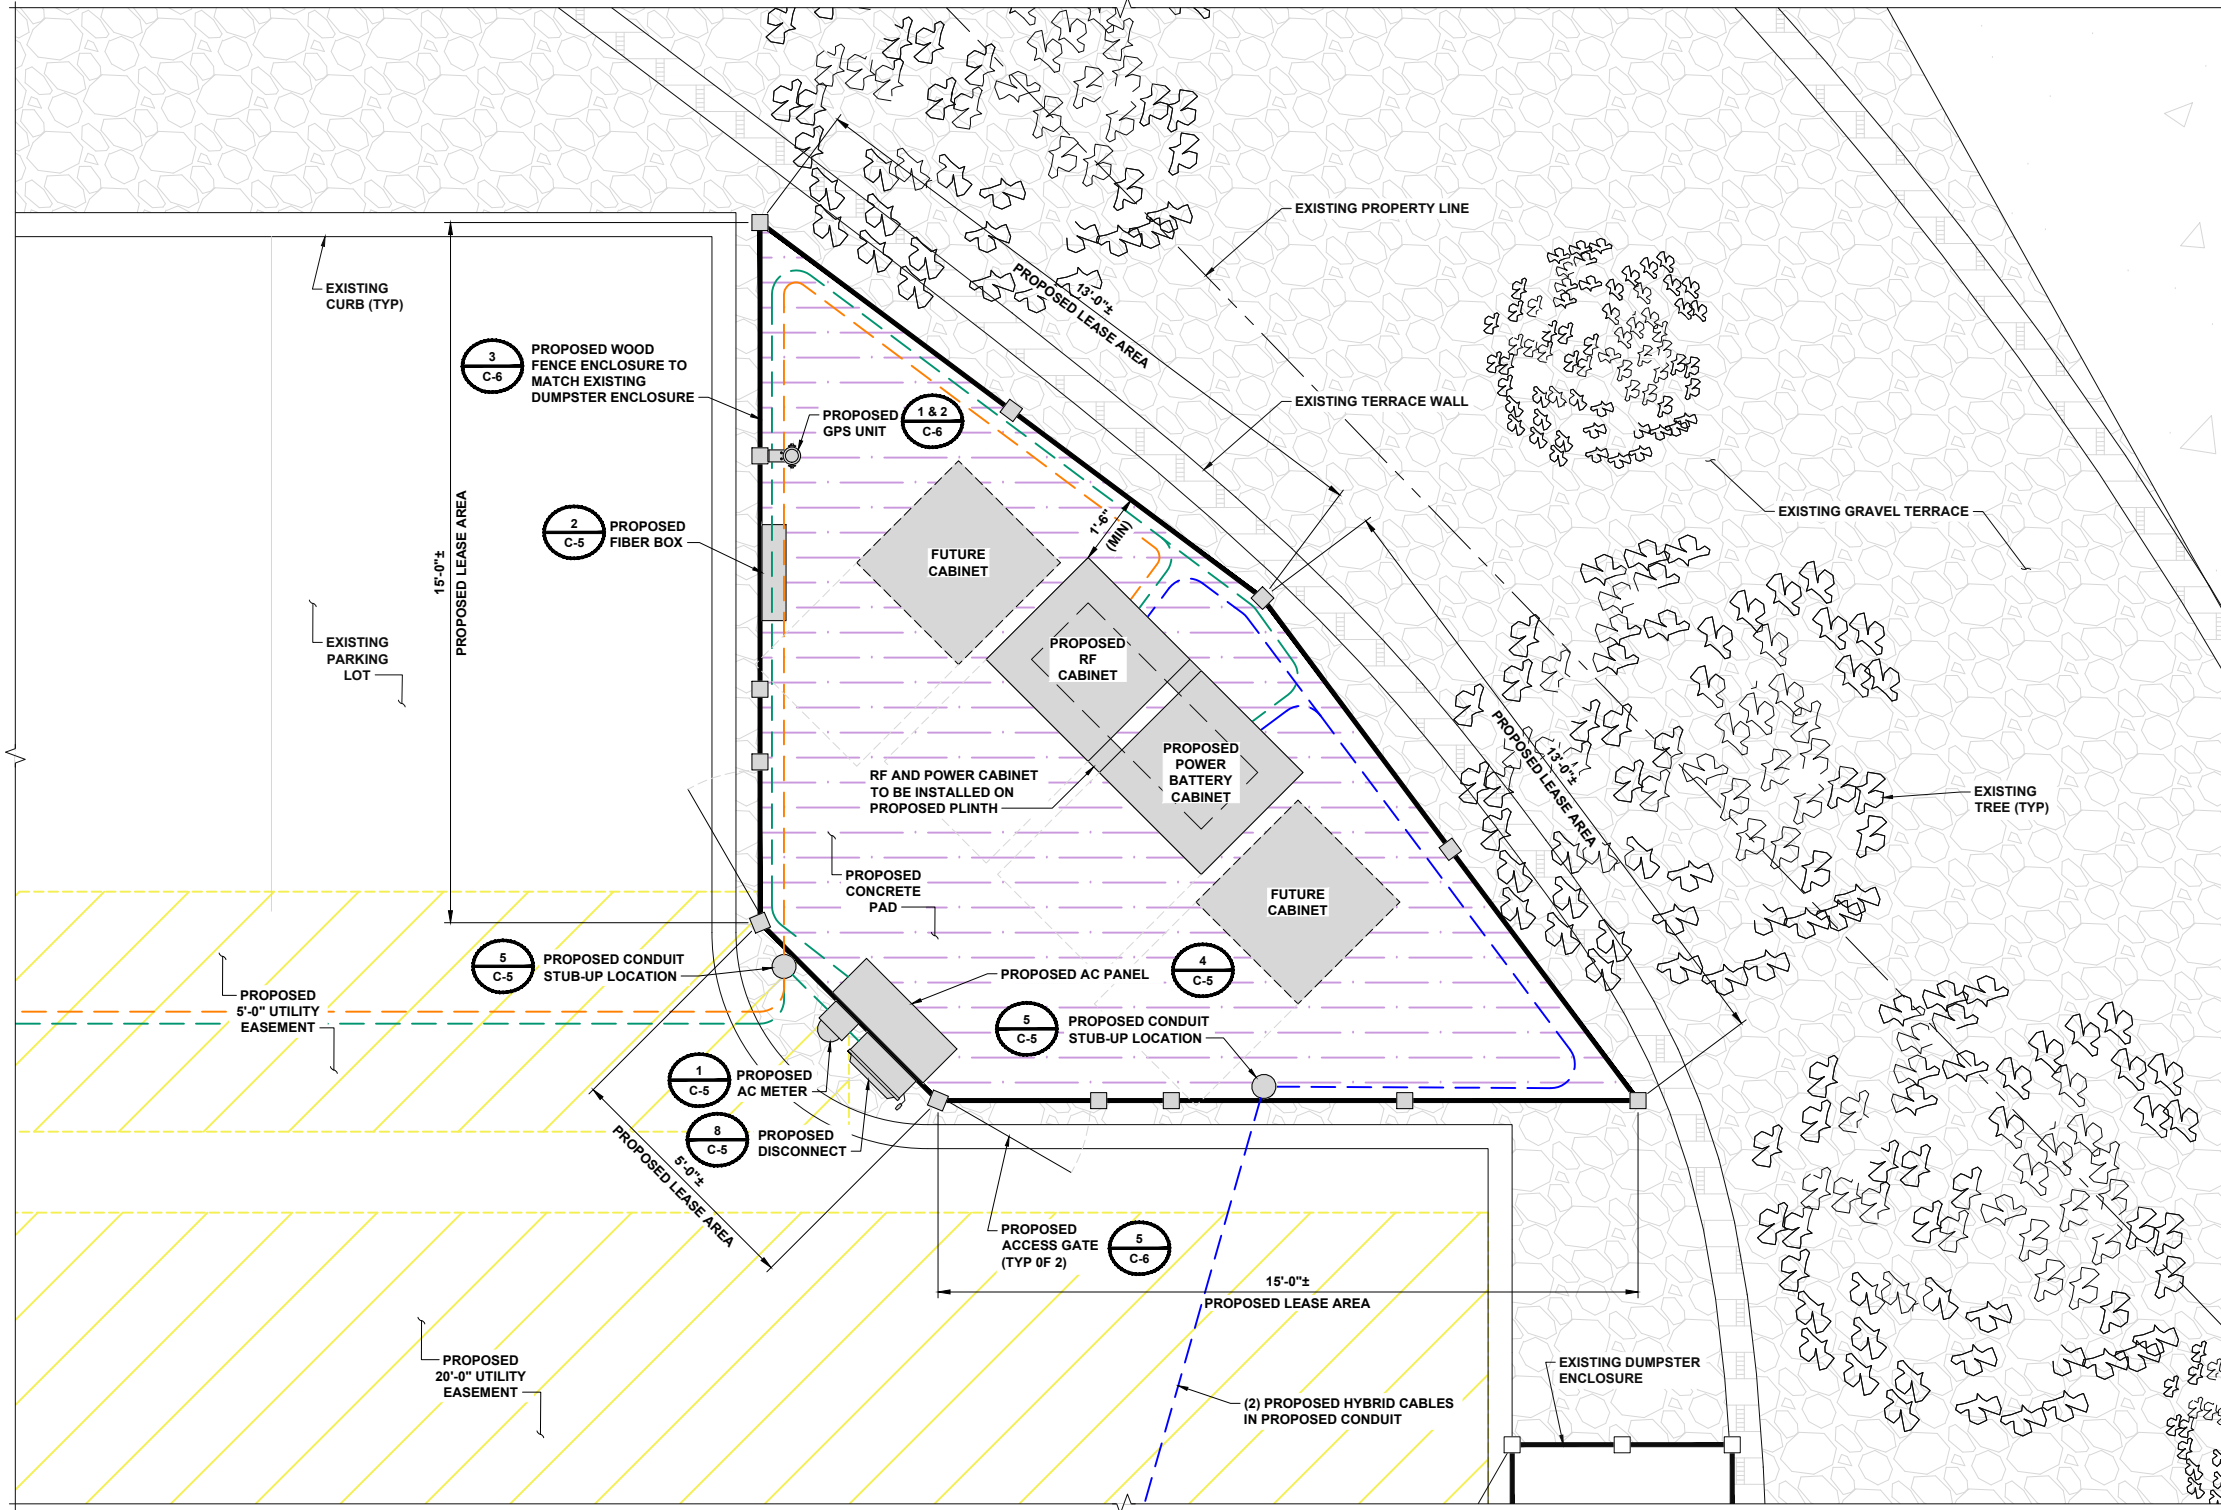 EXISTING PROPERTY LINE
EXISTING
CURB (TYP)
13'-0"±
PROPOSED LEASE AREA
3
C-6
PROPOSED WOOD
FENCE ENCLOSURE TO
MATCH EXISTING
DUMPSTER ENCLOSURE
PROPOSED
GPS UNIT
1 & 2
C-6
EXISTING TERRACE WALL
15'-0"±
PROPOSED LEASE AREA
2
C-5
PROPOSED
FIBER BOX
1'-6"
(MIN)
EXISTING GRAVEL TERRACE
FUTURE
CABINET
EXISTING
PARKING
LOT
PROPOSED
RF
CABINET
13'-0"±
PROPOSED LEASE AREA
PROPOSED
POWER
BATTERY
CABINET
RF AND POWER CABINET
TO BE INSTALLED ON
PROPOSED PLINTH
EXISTING
TREE (TYP)
PROPOSED
CONCRETE
PAD
FUTURE
CABINET
5
C-5
PROPOSED CONDUIT
STUB-UP LOCATION
PROPOSED AC PANEL
4
C-5
PROPOSED
5'-0" UTILITY
EASEMENT
5
C-5
PROPOSED CONDUIT
STUB-UP LOCATION
1
C-5
PROPOSED
AC METER
8
C-5
PROPOSED
DISCONNECT
5'-0"±
PROPOSED LEASE AREA
PROPOSED
ACCESS GATE
(TYP 0F 2)
5
C-6
15'-0"±
PROPOSED LEASE AREA
PROPOSED
20'-0" UTILITY
EASEMENT
EXISTING DUMPSTER
ENCLOSURE
(2) PROPOSED HYBRID CABLES
IN PROPOSED CONDUIT